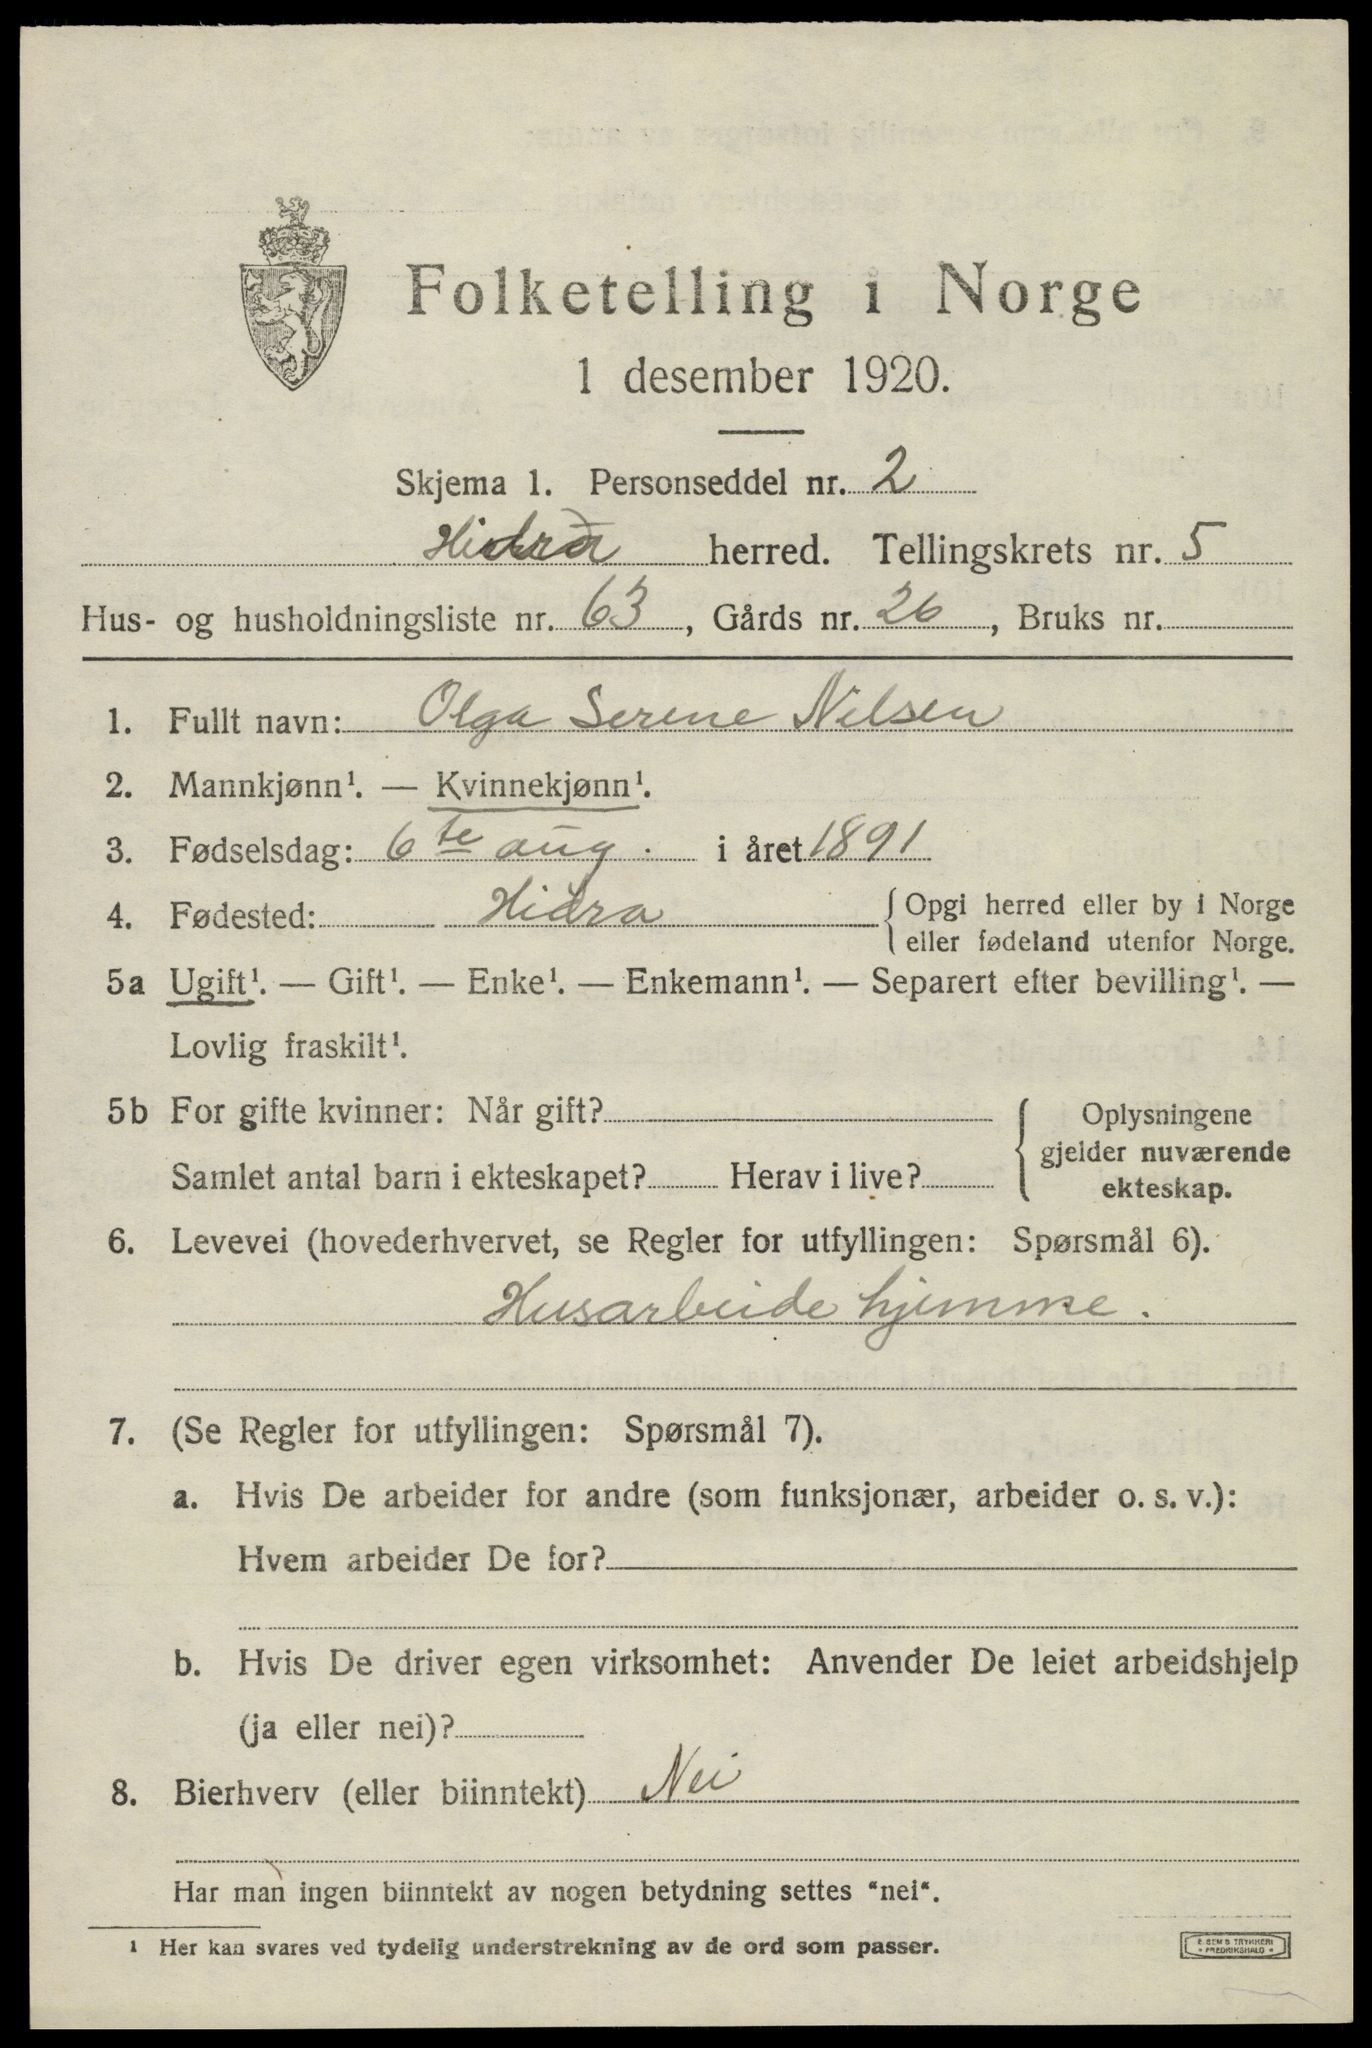 Folketelling i Norge
1 desember 1920.
Skjema 1. Personseddel nr. 2
Hidra herred. Tellingskrets nr. 5
Hus- og husholdningsliste nr. 63, Gårds nr. 26, Bruks nr.
1. Fullt navn: Olga Serene Nilsen
2. Mannkjønn¹. — Kvinnekjønn¹.
3. Fødselsdag: 6te aug. i året 1891
4. Fødested: Hidra { Opgi herred eller by i Norge
eller fødeland utenfor Norge.
5a Ugift¹. — Gift¹. — Enke¹. — Enkemann¹. — Separert efter bevilling¹. —
Lovlig fraskilt¹.
5b For gifte kvinner: Når gift? { Oplysningene
gjelder nuværende
Samlet antal barn i ekteskapet? Herav i live?
ekteskap.
6. Levevei (hovederhvervet, se Regler for utfyllingen: Spørsmål 6).
Husarbeide hjemme.
7. (Se Regler for utfyllingen: Spørsmål 7).
a. Hvis De arbeider for andre (som funksjonær, arbeider o. s. v.):
Hvem arbeider De for?
b. Hvis De driver egen virksomhet: Anvender De leiet arbeidshjelp
(ja eller nei)?
8. Bierhverv (eller biinntekt) Nei
Har man ingen biinntekt av nogen betydning settes "nei".
1 Her kan svares ved tydelig understrekning av de ord som passer.
E. SEM S TRYKKERI
FREDRIKSHALD